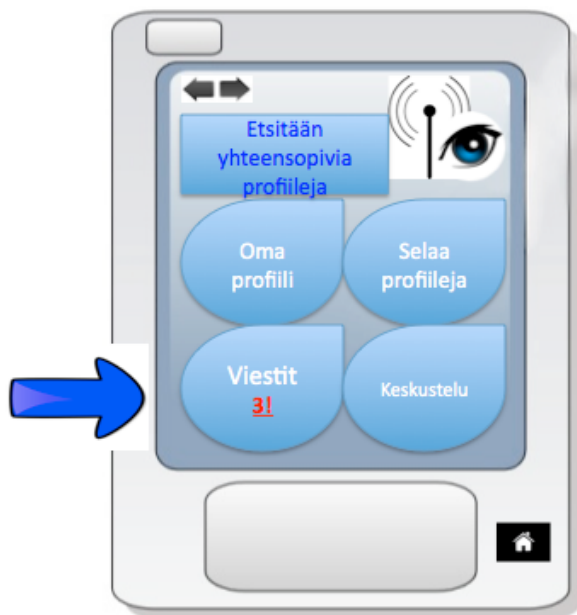 Etsitään
yhteensopivia
profiileja
Oma
profiili
Selaa
profiileja
Viestit
3!
Keskustelu